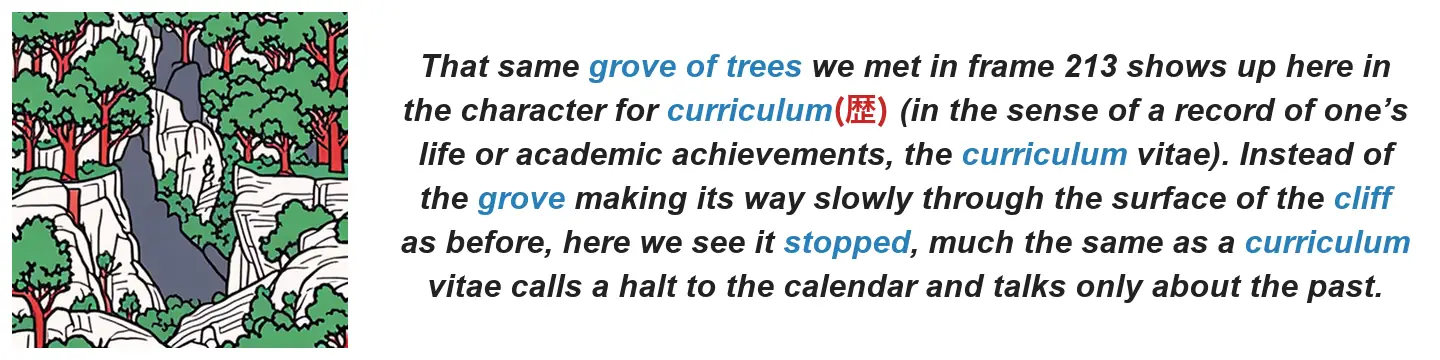 That same grove of trees we met in frame 213 shows up here in
the character for curriculum(歴) (in the sense of a record of one’s
life or academic achievements, the curriculum vitae). Instead of
the grove making its way slowly through the surface of the cliff
as before, here we see it stopped, much the same as a curriculum
vitae calls a halt to the calendar and talks only about the past.